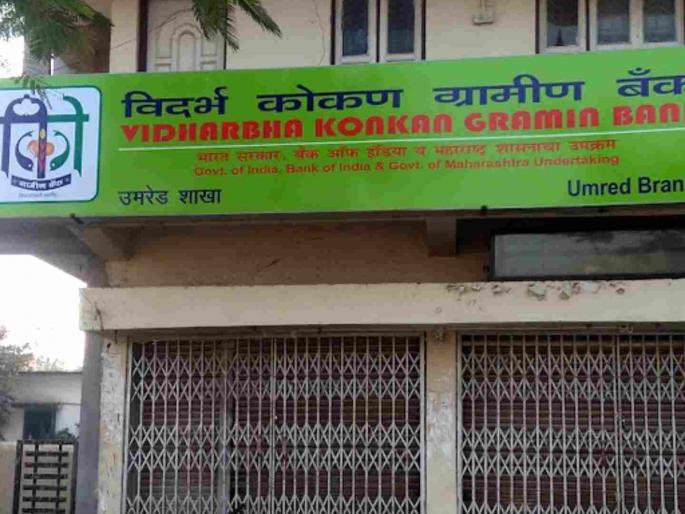 विदर्भ कोकण ग्रामीण बँक
VIDHARBHA KONKAN GRAMIN BAN
भारत सरकार, बँक ऑफ इंडिया व महाराष्ट्र शासनाचा उपक्रम
Govt. of India, Bank of India & Govt. of Maharashtra Undertaking
उमरेड शाखा
Umred Bran
ग्रामीण बँक